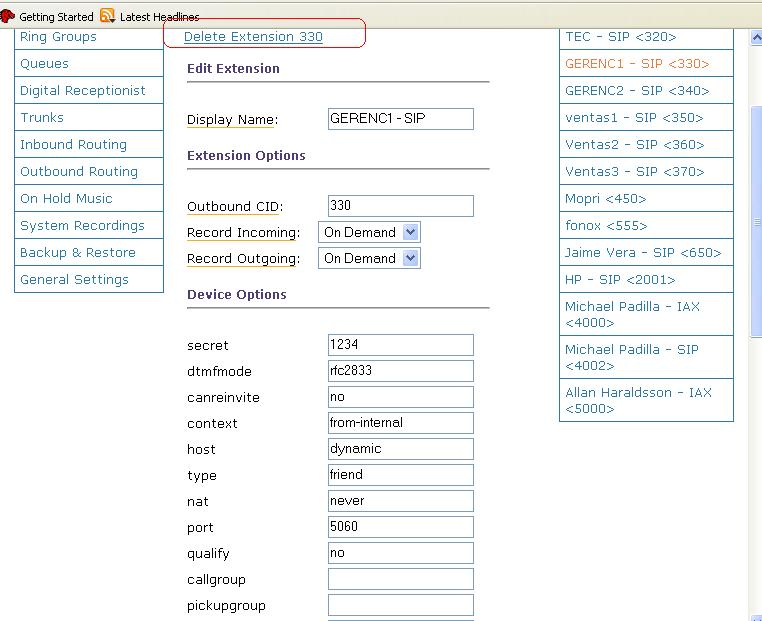 Getting Started Latest Headlines
Ring Groups
Queues
Digital Receptionist
Trunks
Inbound Routing
Outbound Routing
On Hold Music
System Recordings
Backup & Restore
General Settings
Delete Extension 330
Edit Extension
Display Name: GERENC1 - SIP
Extension Options
Outbound CID: 330
Record Incoming: On Demand
Record Outgoing: On Demand
Device Options
secret 1234
dtmfmode rfc2833
canreinvite no
context from-internal
host dynamic
type friend
nat never
port 5060
qualify no
callgroup
pickupgroup
TEC - SIP <320>
GERENC1 - SIP <330>
GERENC2 - SIP <340>
ventas1 - SIP <350>
Ventas2 - SIP <360>
Ventas3 - SIP <370>
Mopri <450>
fonox <555>
Jaime Vera - SIP <650>
HP - SIP <2001>
Michael Padilla - IAX
<4000>
Michael Padilla - SIP
<4002>
Allan Haraldsson - IAX
<5000>